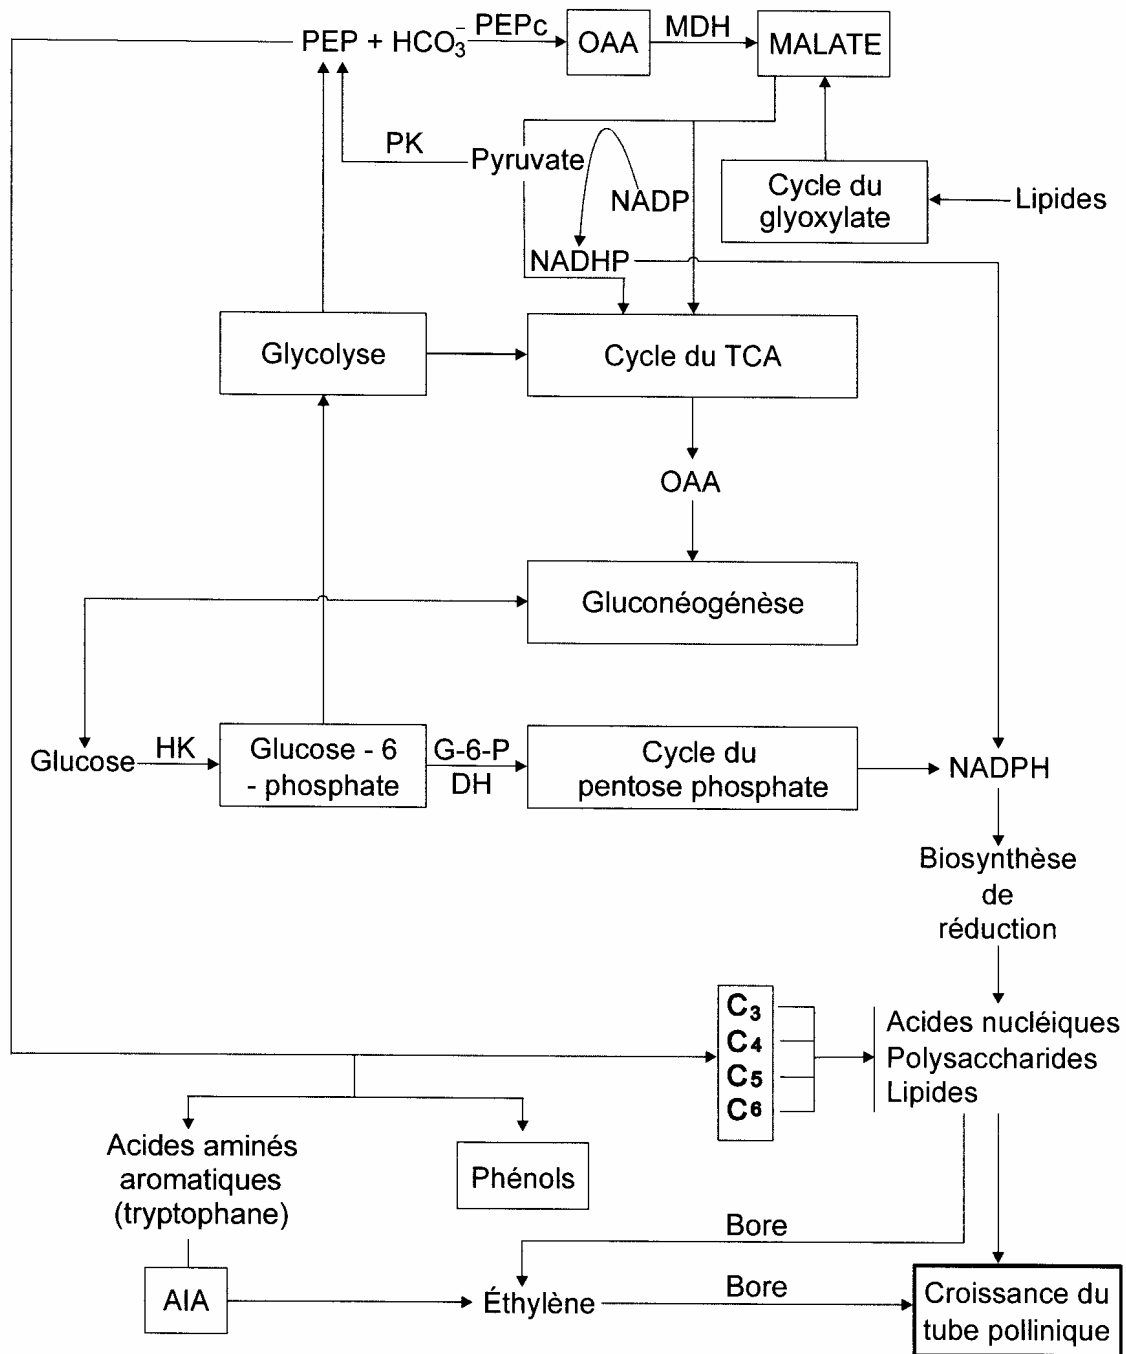 PEP + HCO₃⁻ PEPc OAA MDH MALATE
PK
Pyruvate
NADP
NADHP
Cycle du
glyoxylate
Lipides
Glycolyse
Cycle du TCA
OAA
Gluconéogénèse
Glucose
HK
Glucose - 6
- phosphate
G-6-P
DH
Cycle du
pentose phosphate
NADPH
Biosynthèse
de
réduction
C₃
C₄
C₅
C₆
Acides nucléiques
Polysaccharides
Lipides
Acides aminés
aromatiques
(tryptophane)
Phénols
Bore
AIA
Éthylène
Bore
Croissance du
tube pollinique